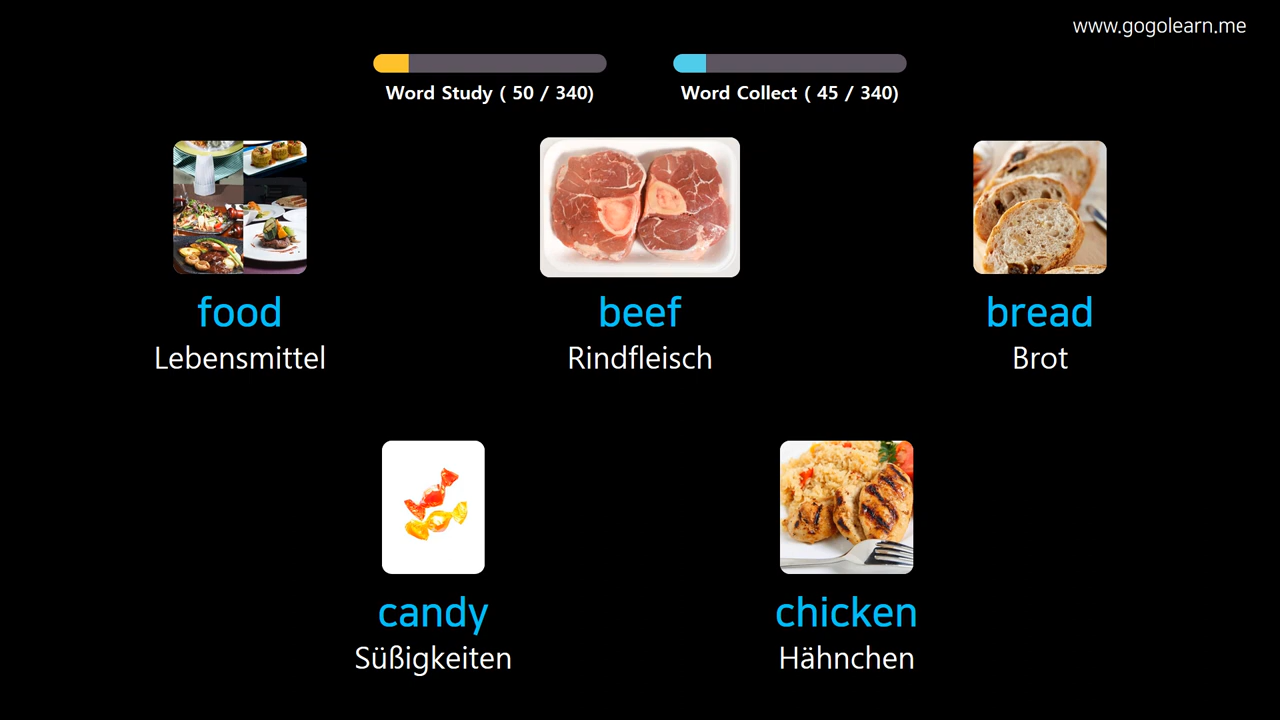 www.gogolearn.me
Word Study ( 50 / 340)
Word Collect ( 45 / 340)
food
Lebensmittel
beef
Rindfleisch
bread
Brot
candy
Süßigkeiten
chicken
Hähnchen